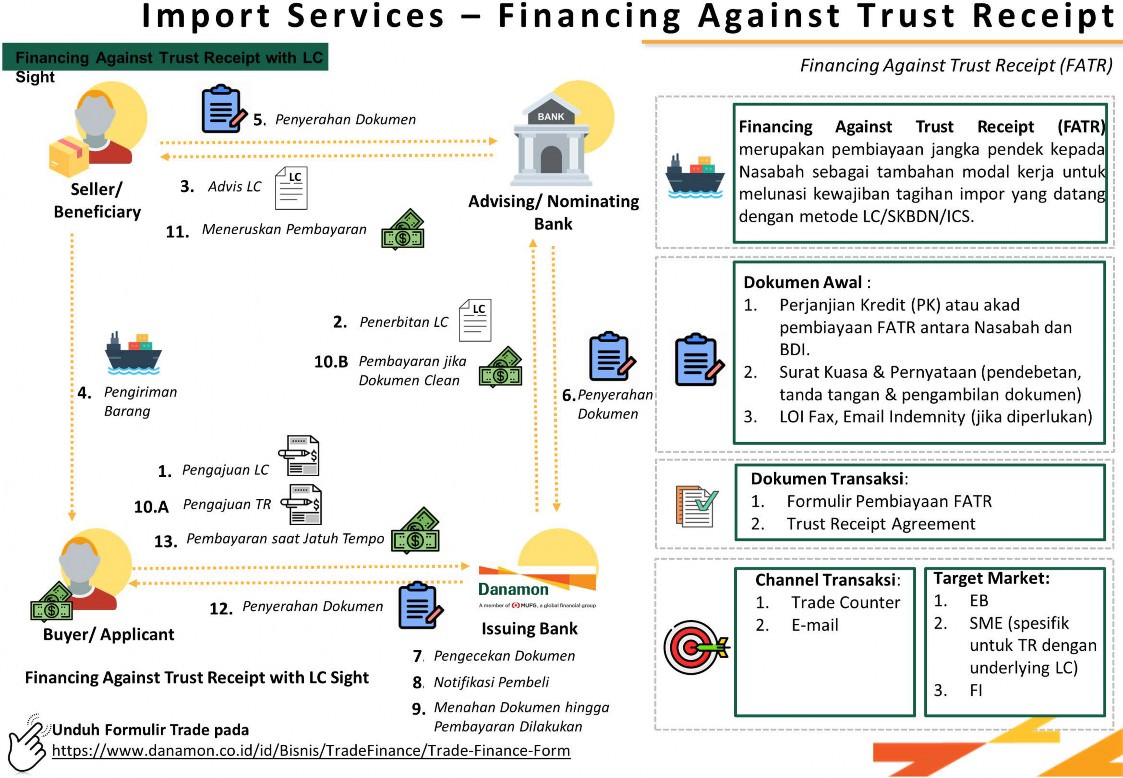 Import Services – Financing Against Trust Receipt
Financing Against Trust Receipt with LC
Sight
Financing Against Trust Receipt (FATR)
5. Penyerahan Dokumen
BANK
3. Advis LC
LC
Seller/
Beneficiary
Advising/ Nominating
Bank
11. Meneruskan Pembayaran
$
2. Penerbitan LC
LC
10.B Pembayaran jika
Dokumen Clean
$
6. Penyerahan
Dokumen
4. Pengiriman
Barang
1. Pengajuan LC
$
10.A Pengajuan TR
$
13. Pembayaran saat Jatuh Tempo
$
$
12. Penyerahan Dokumen
Buyer/ Applicant
Danamon
A member of MUFG, a global financial group
Issuing Bank
7. Pengecekan Dokumen
8. Notifikasi Pembeli
9. Menahan Dokumen hingga
Pembayaran Dilakukan
Financing Against Trust Receipt with LC Sight
Unduh Formulir Trade pada
https://www.danamon.co.id/id/Bisnis/TradeFinance/Trade-Finance-Form
Financing Against Trust Receipt (FATR)
merupakan pembiayaan jangka pendek kepada
Nasabah sebagai tambahan modal kerja untuk
melunasi kewajiban tagihan impor yang datang
dengan metode LC/SKBDN/ICS.
Dokumen Awal :
1. Perjanjian Kredit (PK) atau akad
pembiayaan FATR antara Nasabah dan
BDI.
2. Surat Kuasa & Pernyataan (pendebetan,
tanda tangan & pengambilan dokumen)
3. LOI Fax, Email Indemnity (jika diperlukan)
Dokumen Transaksi:
1. Formulir Pembiayaan FATR
2. Trust Receipt Agreement
Channel Transaksi:
1. Trade Counter
2. E-mail
Target Market:
1. EB
2. SME (spesifik
untuk TR dengan
underlying LC)
3. FI